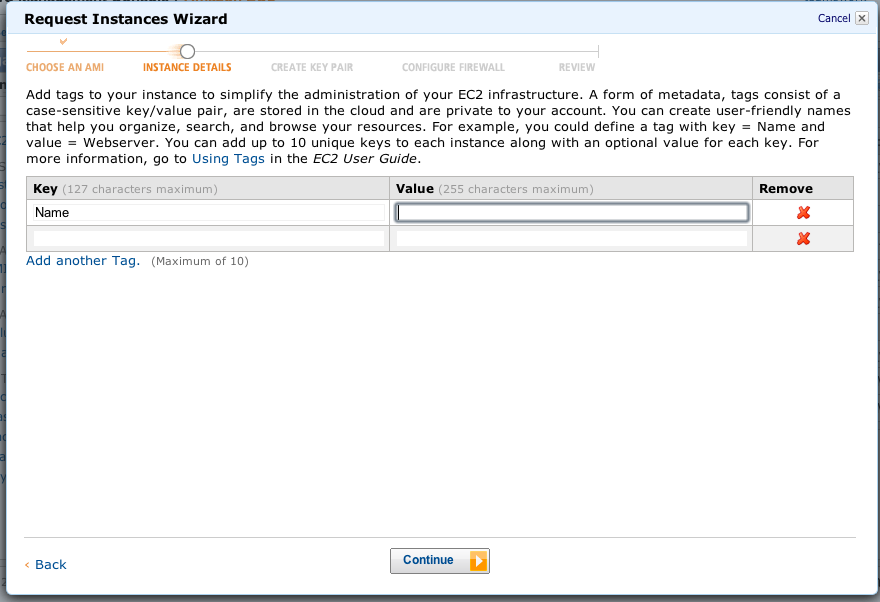 Request Instances Wizard
Cancel
CHOOSE AN AMI
INSTANCE DETAILS
CREATE KEY PAIR
CONFIGURE FIREWALL
REVIEW
Add tags to your instance to simplify the administration of your EC2 infrastructure. A form of metadata, tags consist of a
case-sensitive key/value pair, are stored in the cloud and are private to your account. You can create user-friendly names
that help you organize, search, and browse your resources. For example, you could define a tag with key = Name and
value = Webserver. You can add up to 10 unique keys to each instance along with an optional value for each key. For
more information, go to Using Tags in the EC2 User Guide.
Key (127 characters maximum)
Value (255 characters maximum)
Remove
Name
Add another Tag. (Maximum of 10)
‹ Back
Continue